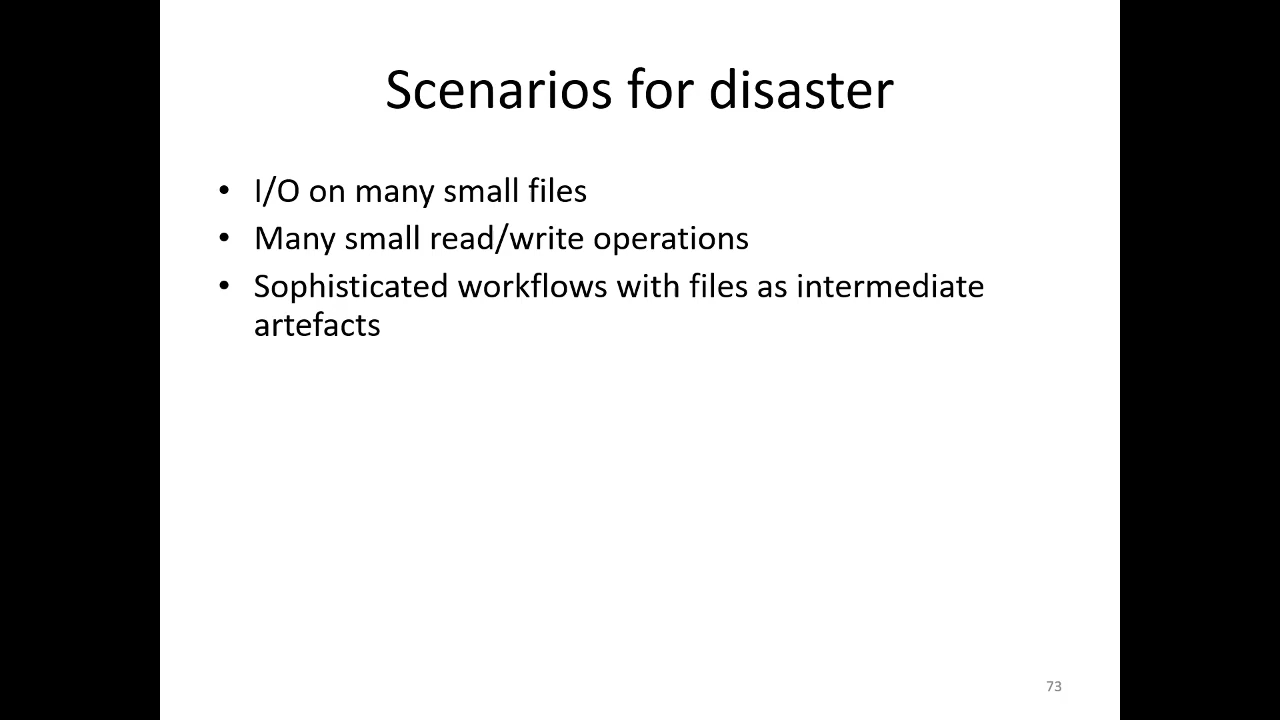 Scenarios for disaster
• I/O on many small files
• Many small read/write operations
• Sophisticated workflows with files as intermediate
artefacts
73